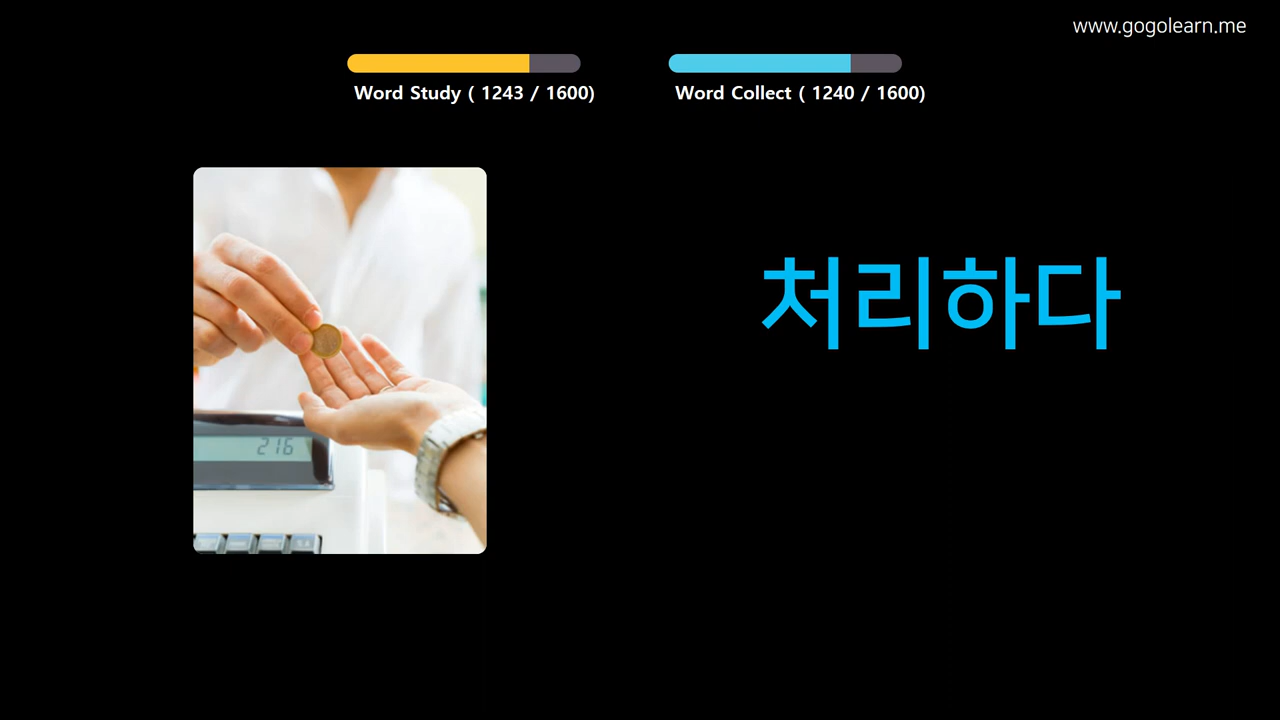 www.gogolearn.me
Word Study ( 1243 / 1600)
Word Collect ( 1240 / 1600)
처리하다
216